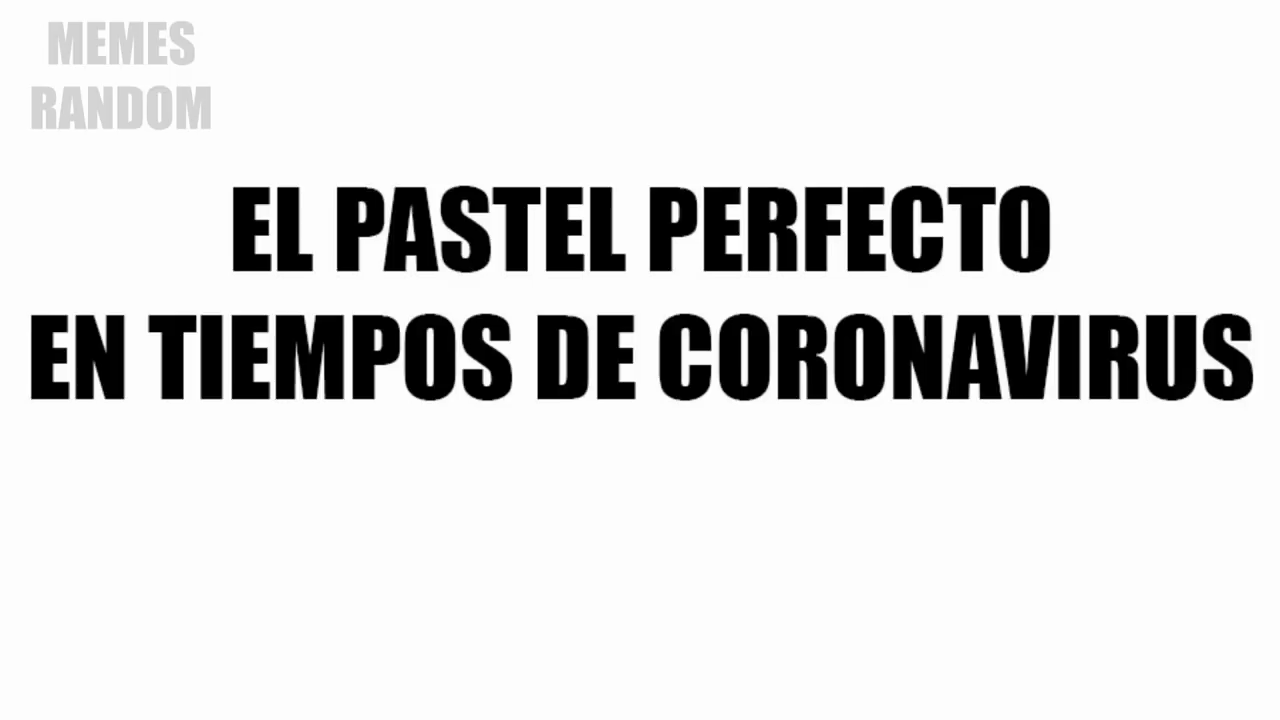 MEMES
RANDOM
EL PASTEL PERFECTO
EN TIEMPOS DE CORONAVIRUS